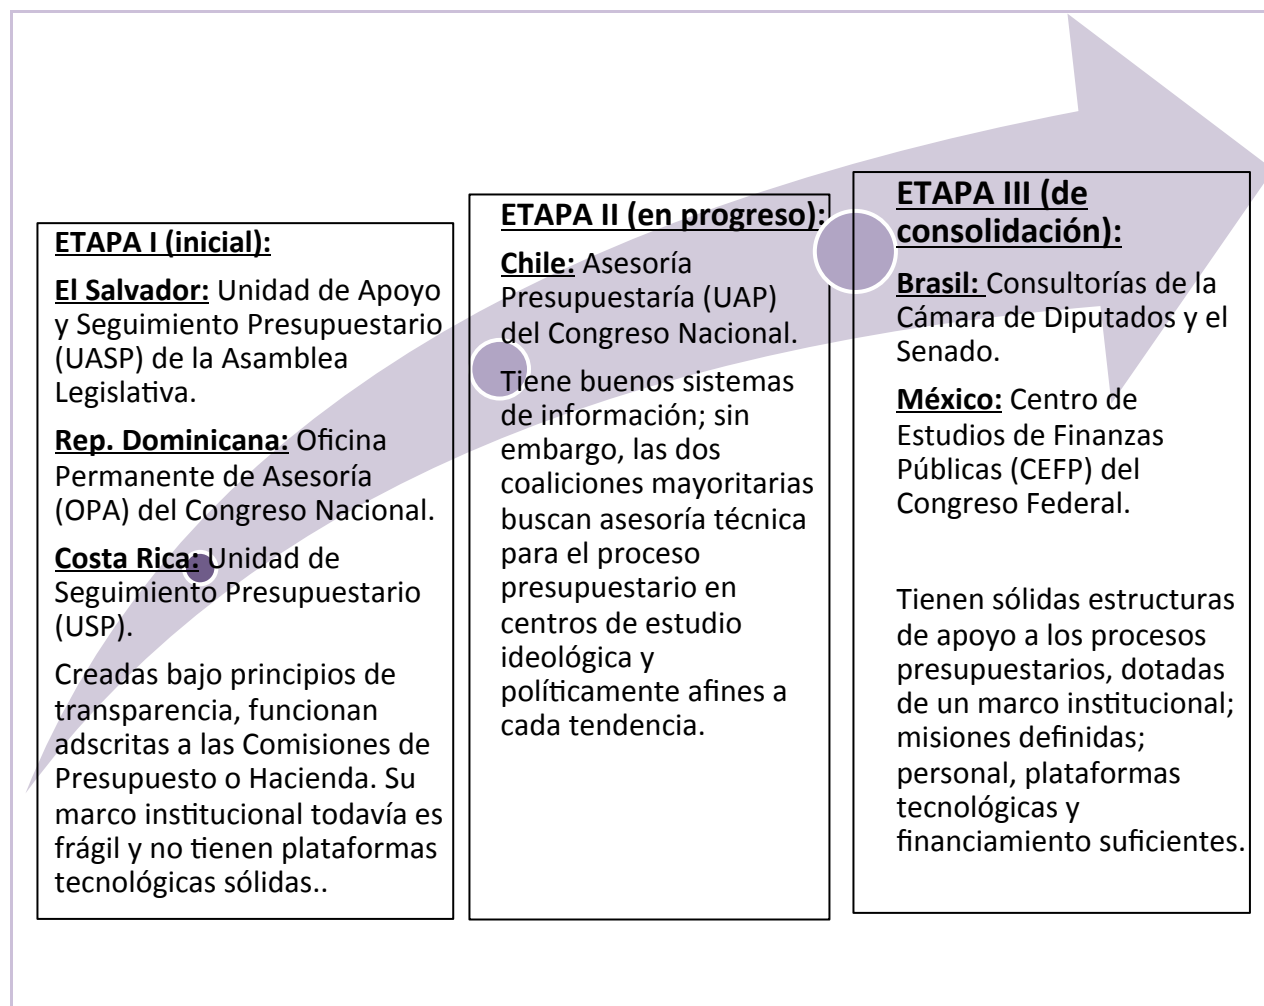 ETAPA I (inicial):
El Salvador: Unidad de Apoyo
y Seguimiento Presupuestario
(UASP) de la Asamblea
Legislativa.
Rep. Dominicana: Oficina
Permanente de Asesoría
(OPA) del Congreso Nacional.
Costa Rica: Unidad de
Seguimiento Presupuestario
(USP).
Creadas bajo principios de
transparencia, funcionan
adscritas a las Comisiones de
Presupuesto o Hacienda. Su
marco institucional todavía es
frágil y no tienen plataformas
tecnológicas sólidas..
ETAPA II (en progreso):
Chile: Asesoría
Presupuestaría (UAP)
del Congreso Nacional.
Tiene buenos sistemas
de información; sin
embargo, las dos
coaliciones mayoritarias
buscan asesoría técnica
para el proceso
presupuestario en
centros de estudio
ideológica y
políticamente afines a
cada tendencia.
ETAPA III (de
consolidación):
Brasil: Consultorías de la
Cámara de Diputados y el
Senado.
México: Centro de
Estudios de Finanzas
Públicas (CEFP) del
Congreso Federal.
Tienen sólidas estructuras
de apoyo a los procesos
presupuestarios, dotadas
de un marco institucional;
misiones definidas;
personal, plataformas
tecnológicas y
financiamiento suficientes.